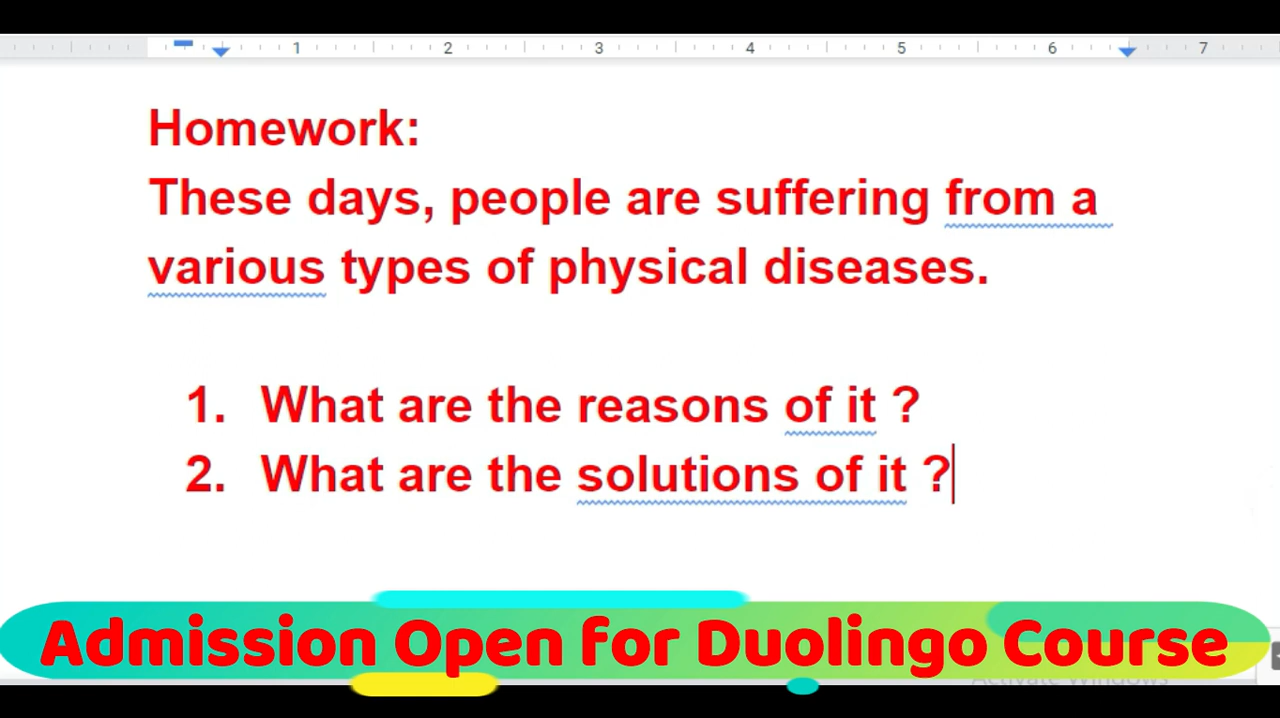 1 2 3 4 5 6 7
Homework:
These days, people are suffering from a
various types of physical diseases.
1. What are the reasons of it ?
2. What are the solutions of it ?
Admission Open for Duolingo Course
Activate Windows